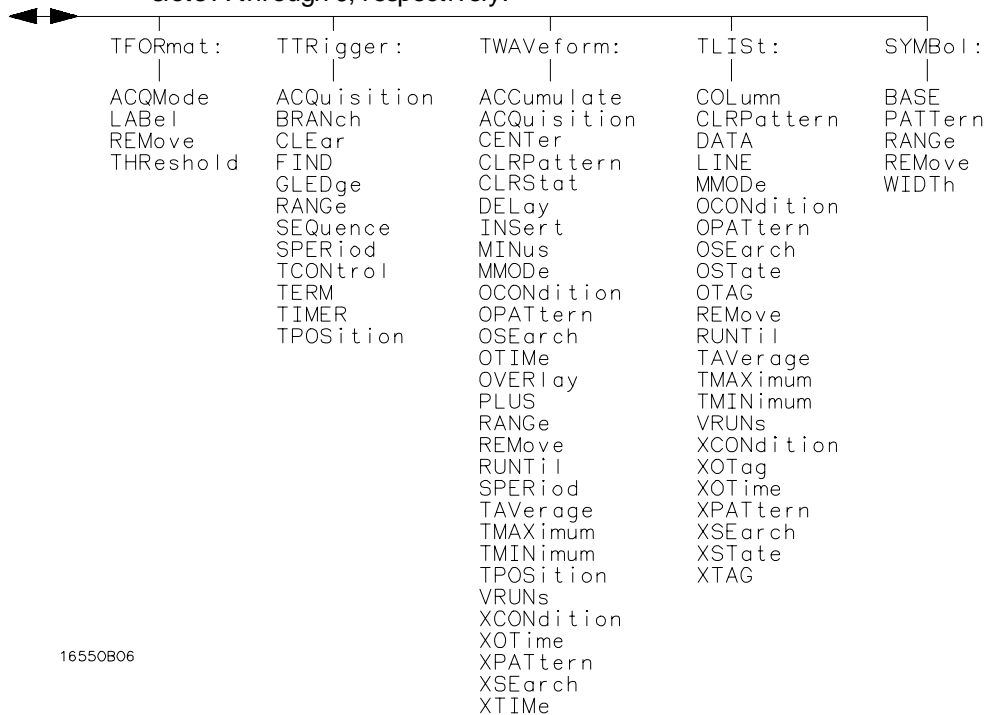 through respectively.
TFORmat:
ACQMode
LABel
REMove
THReshold
TTRigger:
ACQuisition
BRANch
CLEar
FIND
GLEDge
RANGe
SEQuence
SPERiod
TCONtrol
TERM
TIMER
TPOSition
TWAVeform:
ACCumulate
ACQuisition
CENTer
CLRPattern
CLRStat
DELay
INSert
MINus
MMODe
OCONdition
OPATtern
OSEarch
OTIMe
OVERlay
PLUS
RANGe
REMove
RUNTil
SPERiod
TAVerage
TMAXimum
TMINimum
TPOSition
VRUNs
XCONdition
XOTime
XPATtern
XSEarch
XTIMe
TLISt:
COLumn
CLRPattern
DATA
LINE
MMODe
OCONdition
OPATtern
OSEarch
OSTate
OTAG
REMove
RUNTil
TAVerage
TMAXimum
TMINimum
VRUNs
XCONdition
XOTag
XOTime
XPATtern
XSEarch
XSTate
XTAG
SYMBol:
BASE
PATTern
RANGe
REMove
WIDTh
16550B06